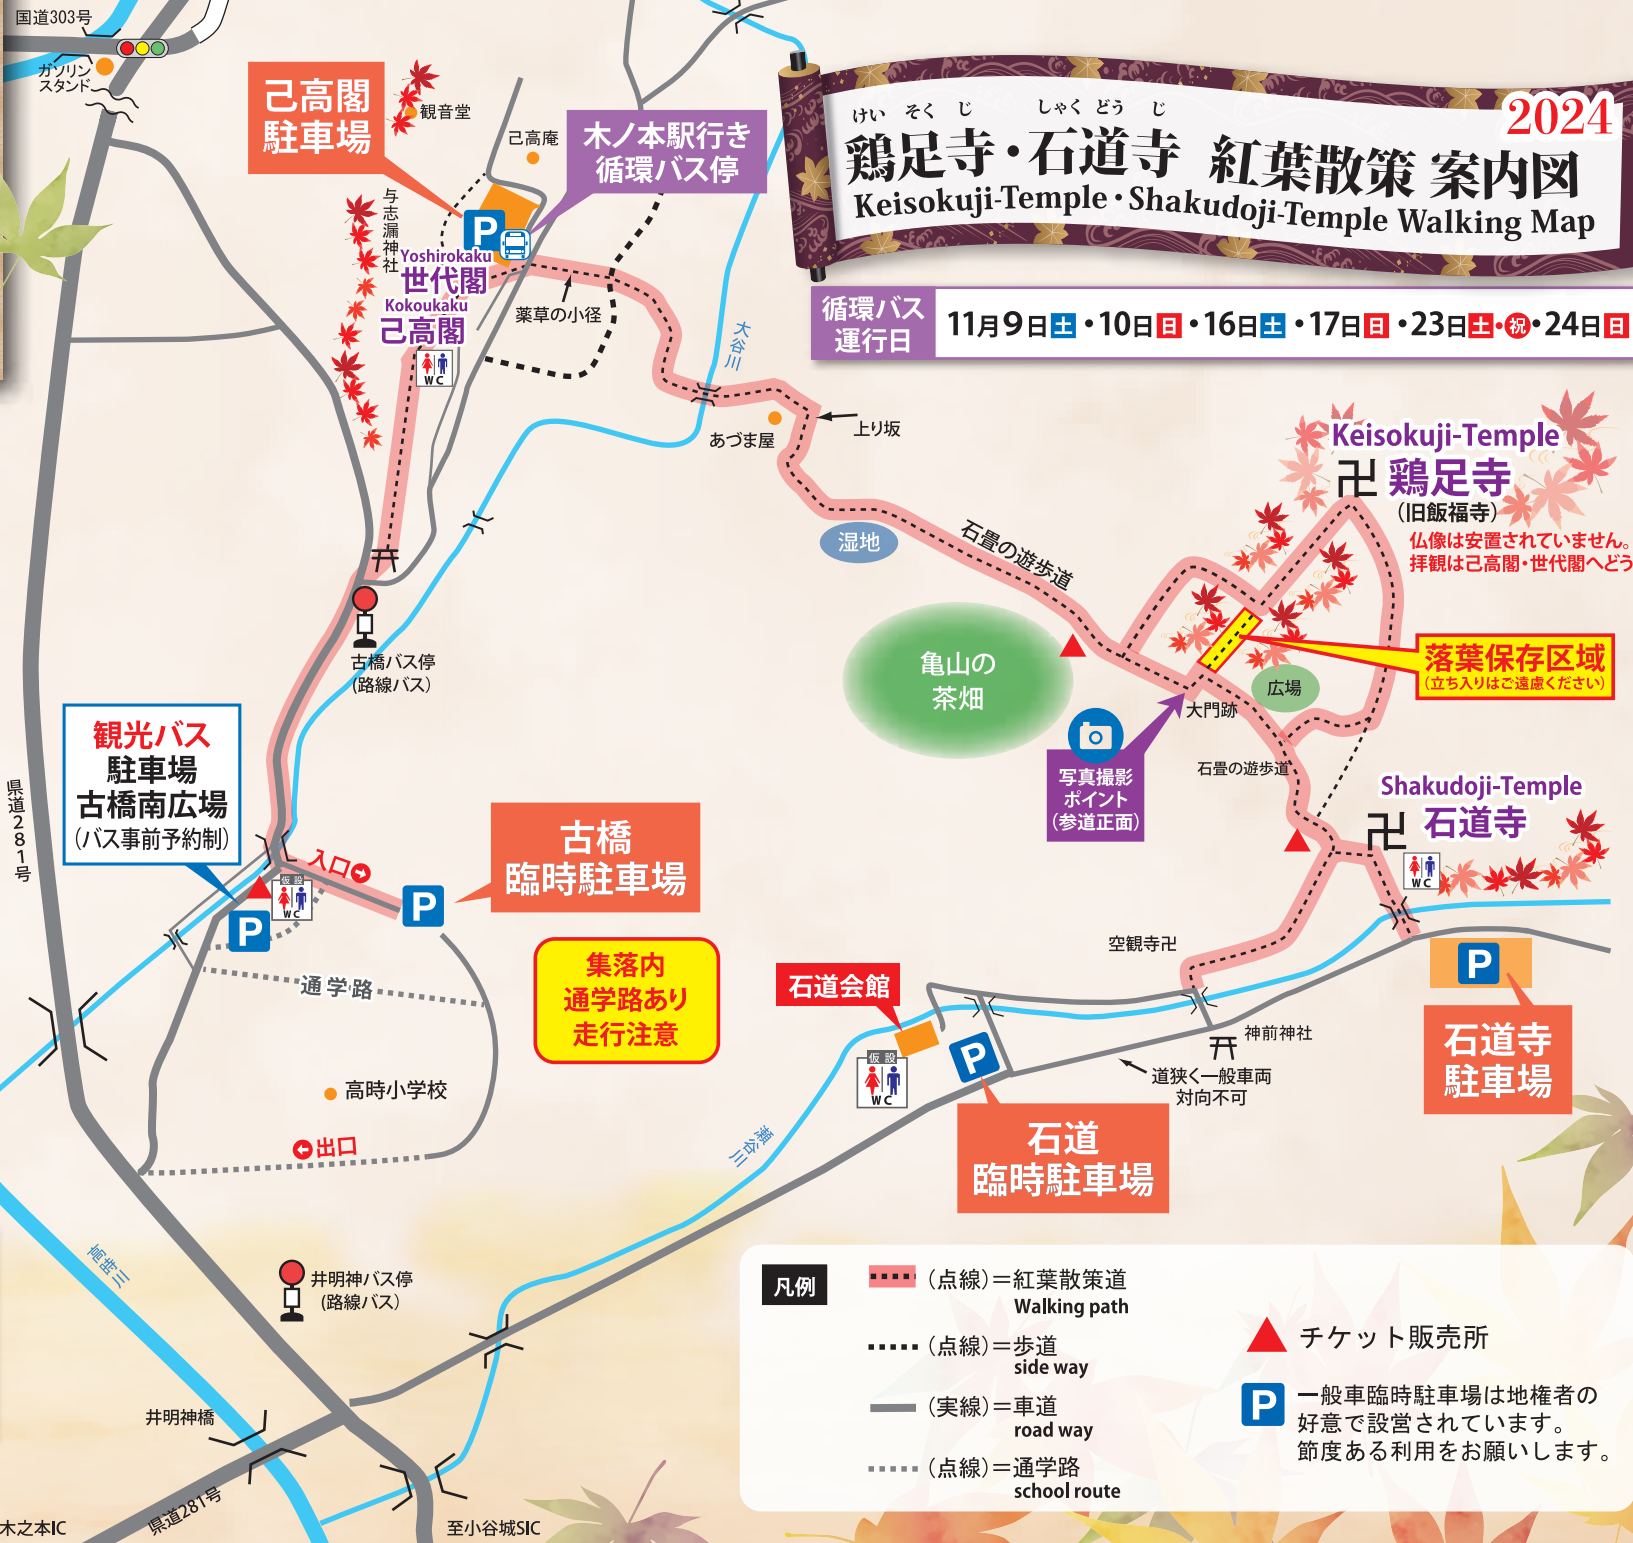 国道303号
ガソリン
スタンド
己高閣
駐車場
観音堂
己高庵
木ノ本駅行き
循環バス停
けい そく じ しゃく どう じ
2024
鶏足寺・石道寺 紅葉散策 案内図
Keisokuji-Temple・Shakudoji-Temple Walking Map
循環バス
運行日
11月9日土・10日日・16日土・17日日・23日土・祝・24日日
与志漏神社
P
Yoshirokaku
世代閣
Kokoukaku
己高閣
WC
薬草の小径
大谷川
あづま屋
上り坂
湿地
石畳の遊歩道
Keisokuji-Temple
卍 鶏足寺
（旧飯福寺）
仏像は安置されていません。
拝観は己高閣・世代閣へどう
亀山の
茶畑
落葉保存区域
（立ち入りはご遠慮ください）
広場
大門跡
写真撮影
ポイント
（参道正面）
石畳の遊歩道
Shakudoji-Temple
卍 石道寺
WC
古橋バス停
（路線バス）
観光バス
駐車場
古橋南広場
（バス事前予約制）
県道281号
入口
仮設
WC
P
P
古橋
臨時駐車場
通学路
集落内
通学路あり
走行注意
高時小学校
出口
空観寺卍
石道会館
仮設
WC
P
神前神社
道狭く一般車両
対向不可
P
石道寺
駐車場
石道
臨時駐車場
瀬谷川
高時川
井明神バス停
（路線バス）
井明神橋
県道281号
木之本IC
至小谷城SIC
凡例
（点線）＝紅葉散策道
Walking path
（点線）＝歩道
side way
（実線）＝車道
road way
（点線）＝通学路
school route
チケット販売所
P
一般車臨時駐車場は地権者の
好意で設営されています。
節度ある利用をお願いします。